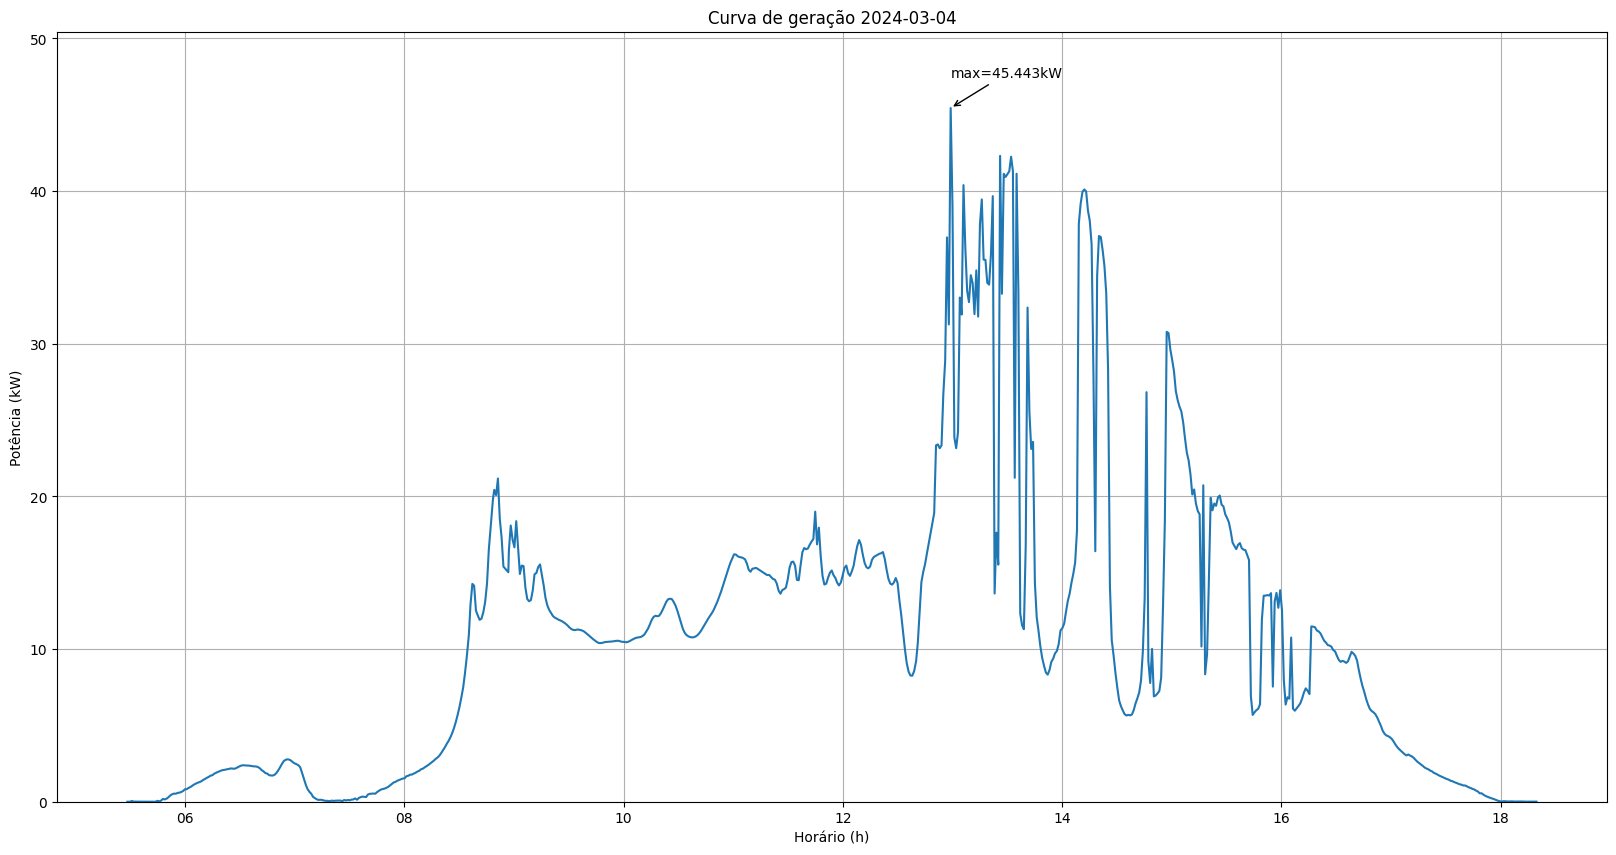 Curva de geração 2024-03-04
50
max=45.443kW
40
30
Potência (kW)
20
10
0
06 08 10 12 14 16 18
Horário (h)